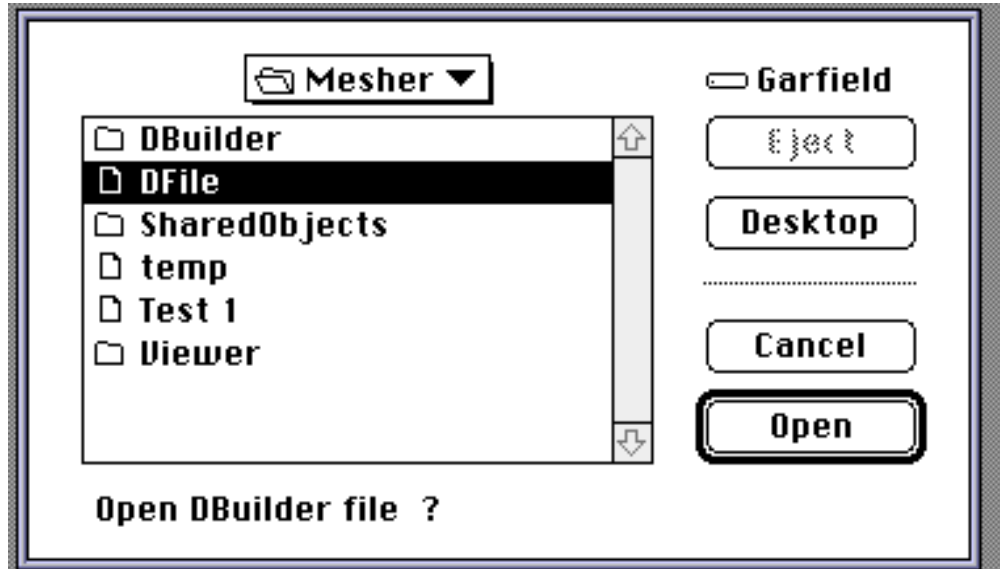 Mesher
Garfield
DBuilder
DFile
SharedObjects
temp
Test 1
Viewer
Eject
Desktop
Cancel
Open
Open DBuilder file ?